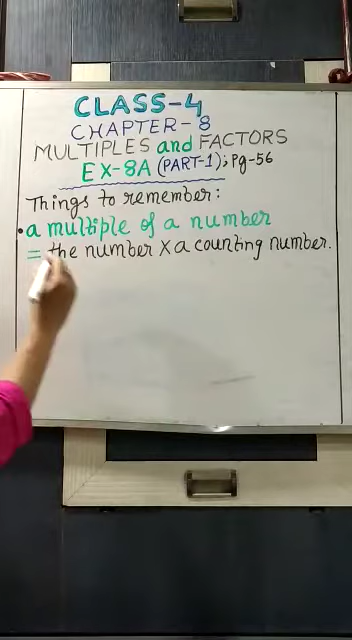 CLASS-4
CHAPTER-8
MULTIPLES and FACTORS
EX-8A (PART-1); Pg-56
Things to remember:
• a multiple of a number
= the number × a counting number.